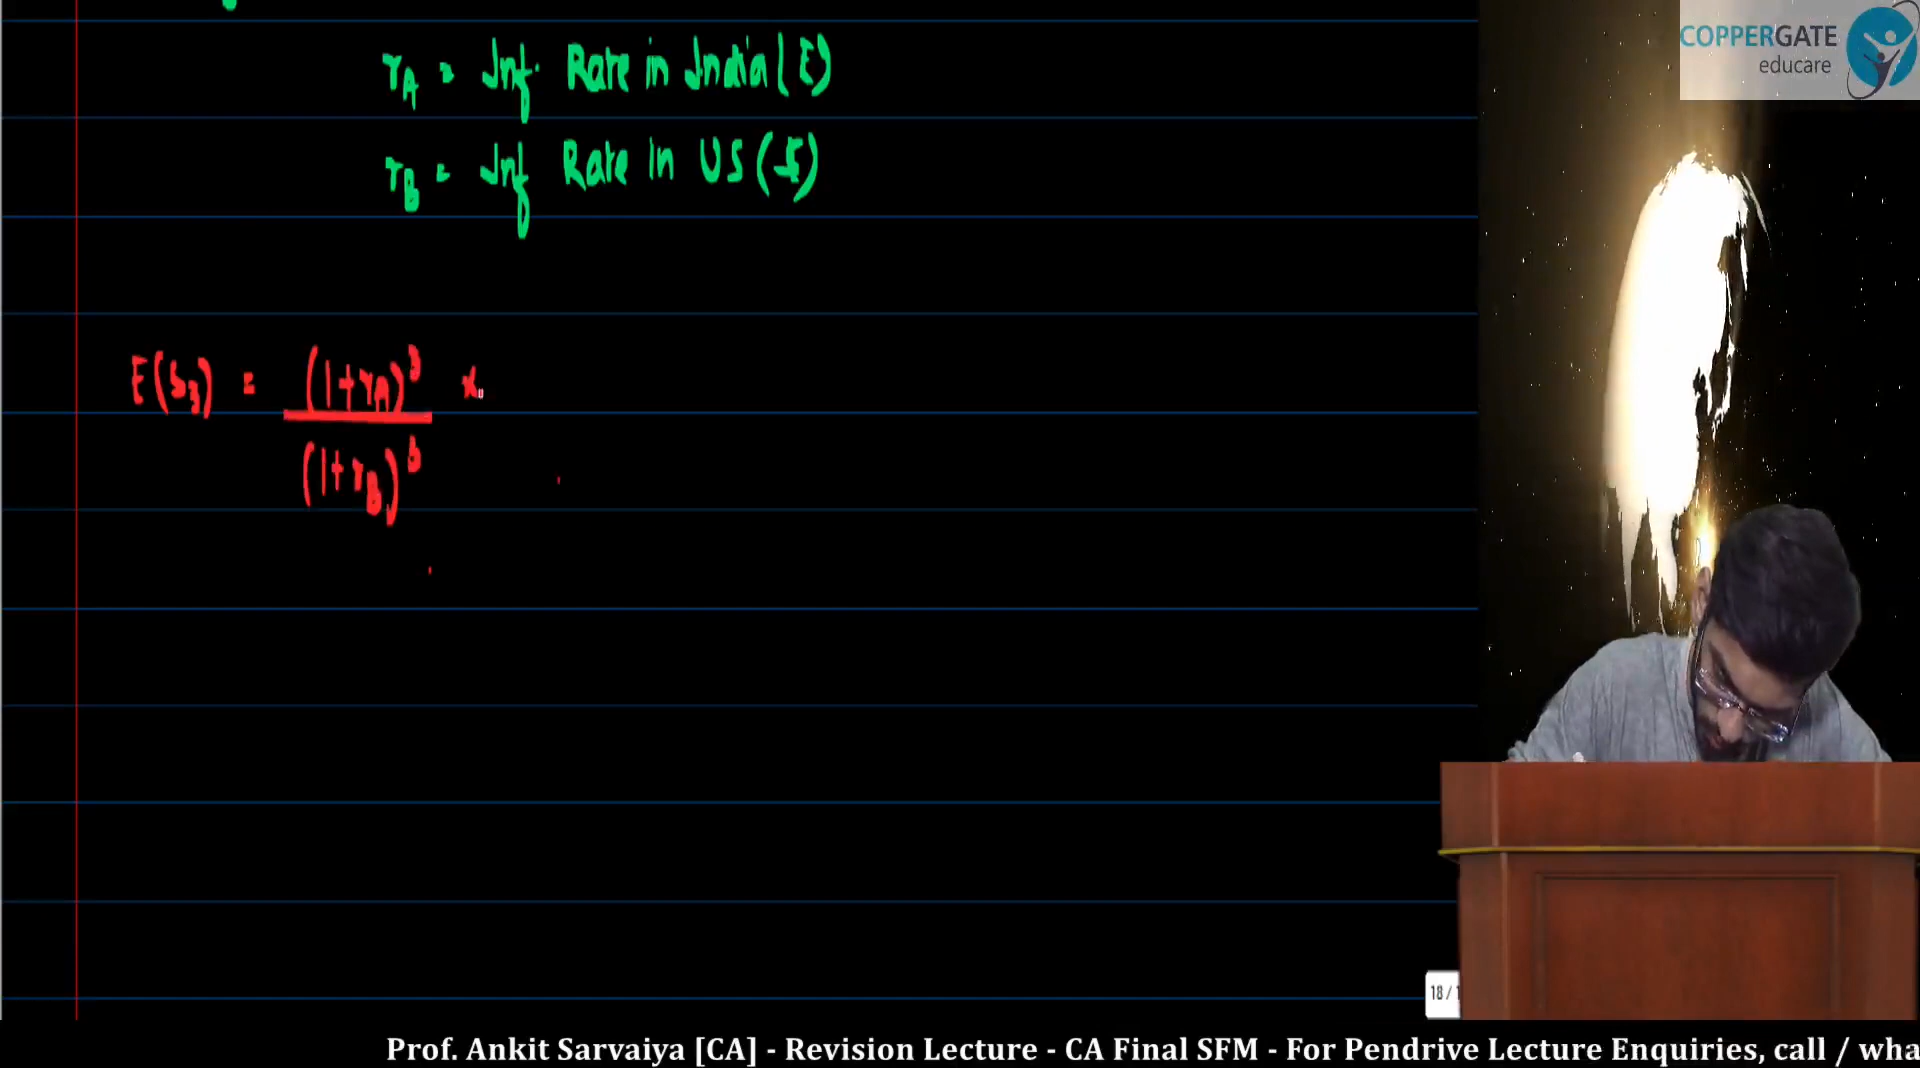 COPPERGATE
educare
rA = Inf. Rate in India (E)
rB = Inf Rate in US (
E(S3) = (1+rA)^3 x
(1+rB)^3
18 / 1
Prof. Ankit Sarvaiya [CA] - Revision Lecture - CA Final SFM - For Pendrive Lecture Enquiries, call / wha